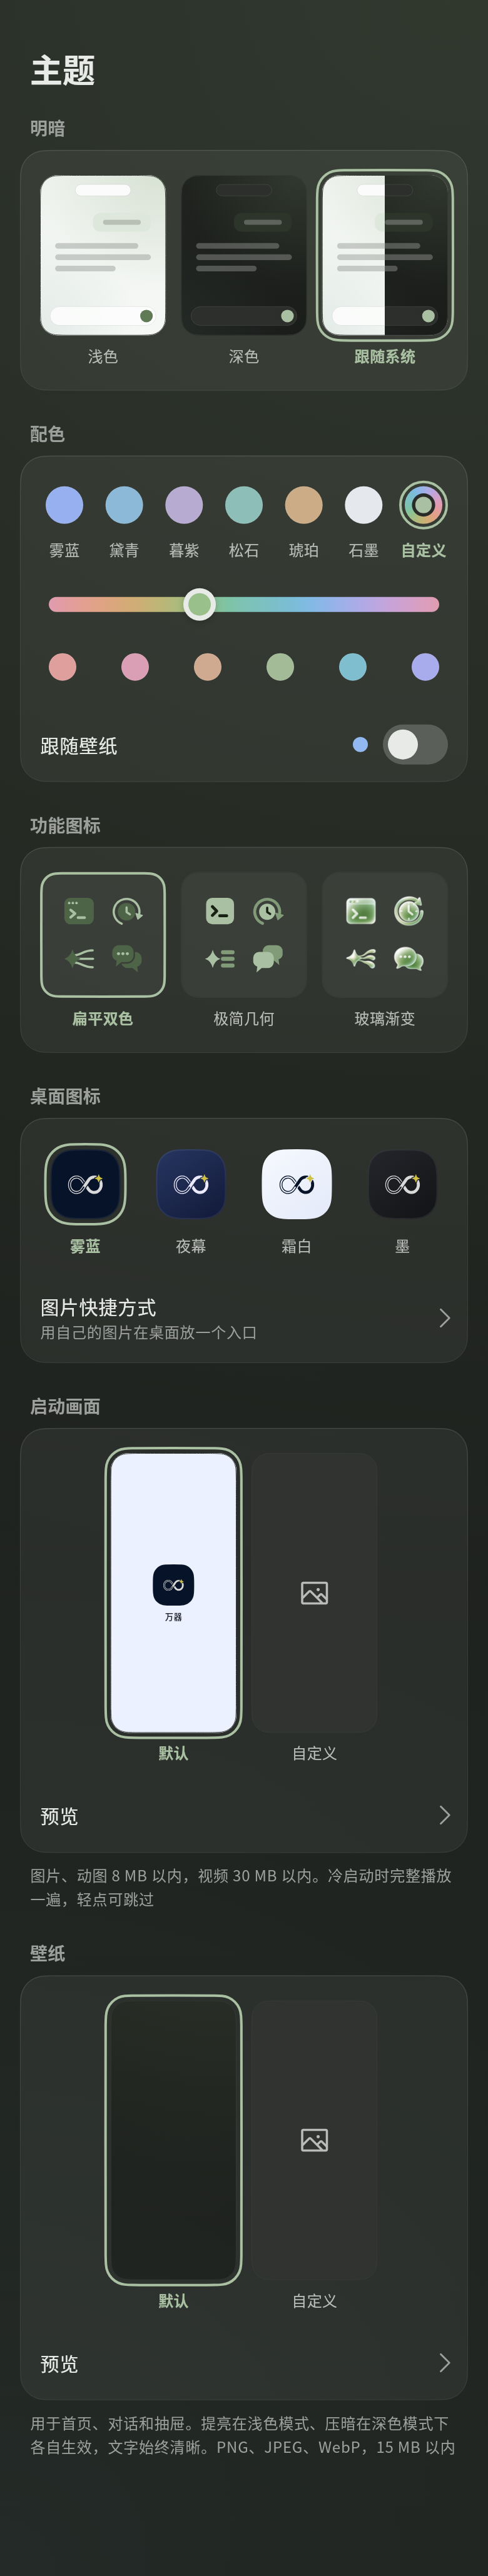 主题
明暗
浅色
深色
跟随系统
配色
雾蓝
黛青
暮紫
松石
琥珀
石墨
自定义
跟随壁纸
功能图标
扁平双色
极简几何
玻璃渐变
桌面图标
雾蓝
夜幕
霜白
墨
图片快捷方式
用自己的图片在桌面放一个入口
启动画面
万器
默认
自定义
预览
图片、动图 8 MB 以内，视频 30 MB 以内。冷启动时完整播放
一遍，轻点可跳过
壁纸
默认
自定义
预览
用于首页、对话和抽屉。提亮在浅色模式、压暗在深色模式下
各自生效，文字始终清晰。PNG、JPEG、WebP，15 MB 以内